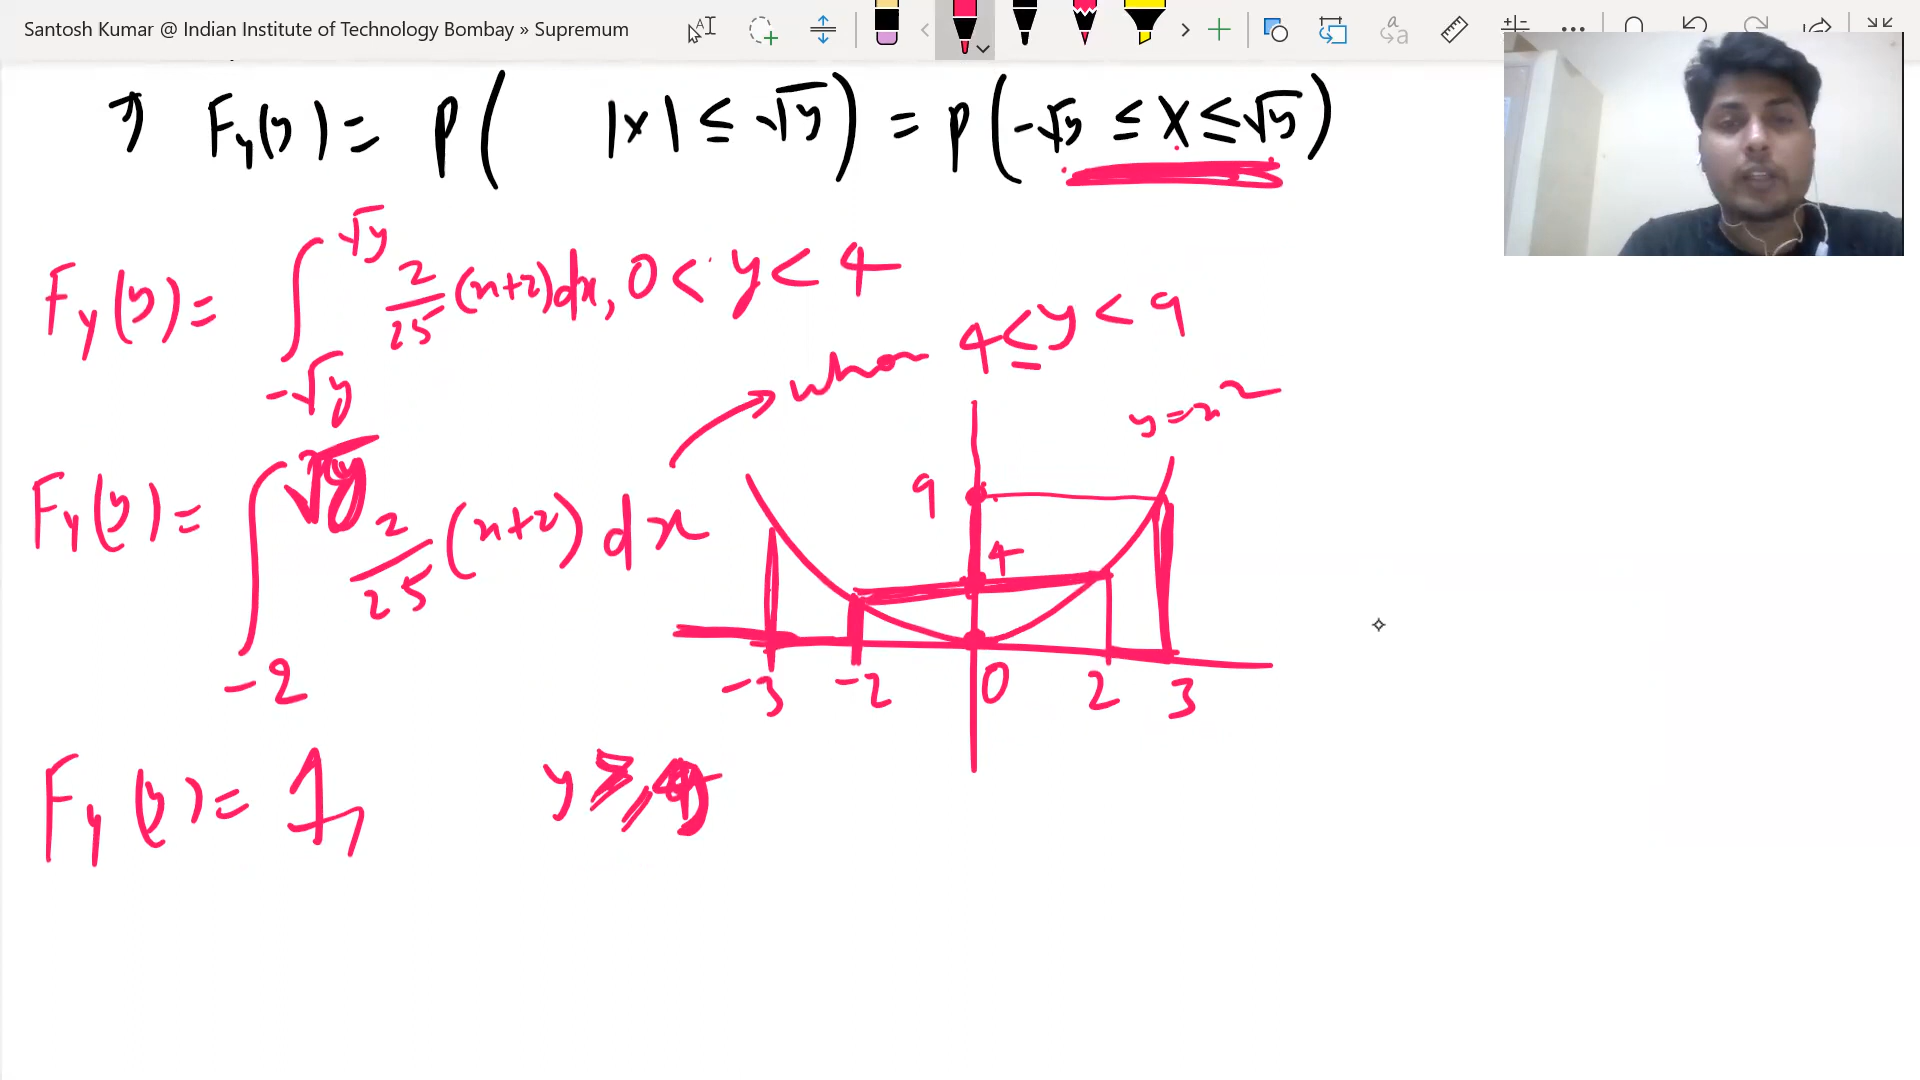 Santosh Kumar @ Indian Institute of Technology Bombay » Supremum
⇒ F_Y(y) = P( |x| ≤ √y ) = P( -√y ≤ X ≤ √y )
F_Y(y) = ∫_{-√y}^{√y} 2/25 (x+2) dx, 0 < y < 4
when 4 ≤ y < 9
y = x²
F_Y(y) = ∫_{-2}^{√y} 2/25 (x+2) dx
9
4
-3 -2 0 2 3
F_Y(y) = 1, y ≥